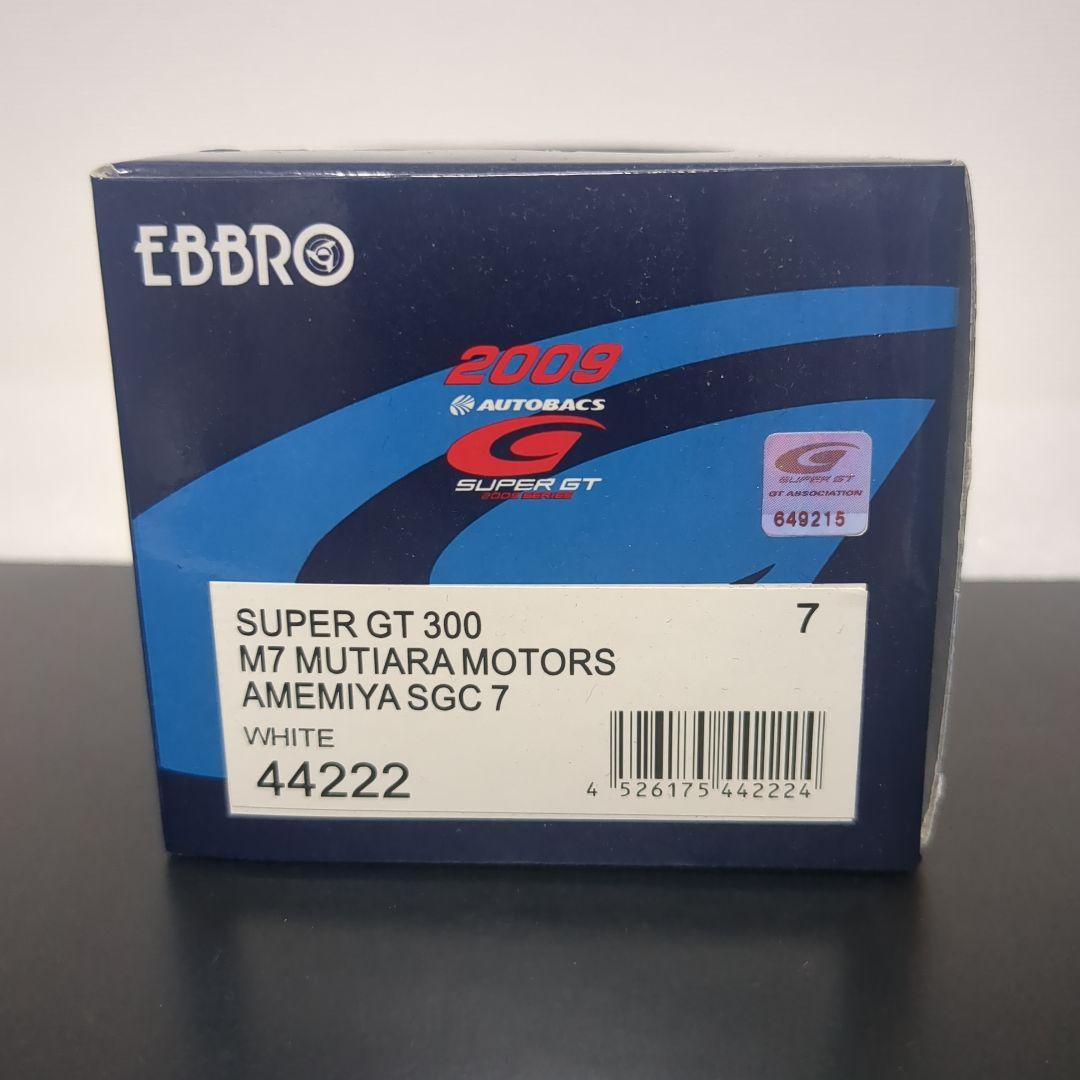 EBBRO
2009
AUTOBACS
SUPER GT
2009 SERIES
SUPER GT
GT ASSOCIATION
649215
SUPER GT 300 7
M7 MUTIARA MOTORS
AMEMIYA SGC 7
WHITE
44222
4 526175 442224